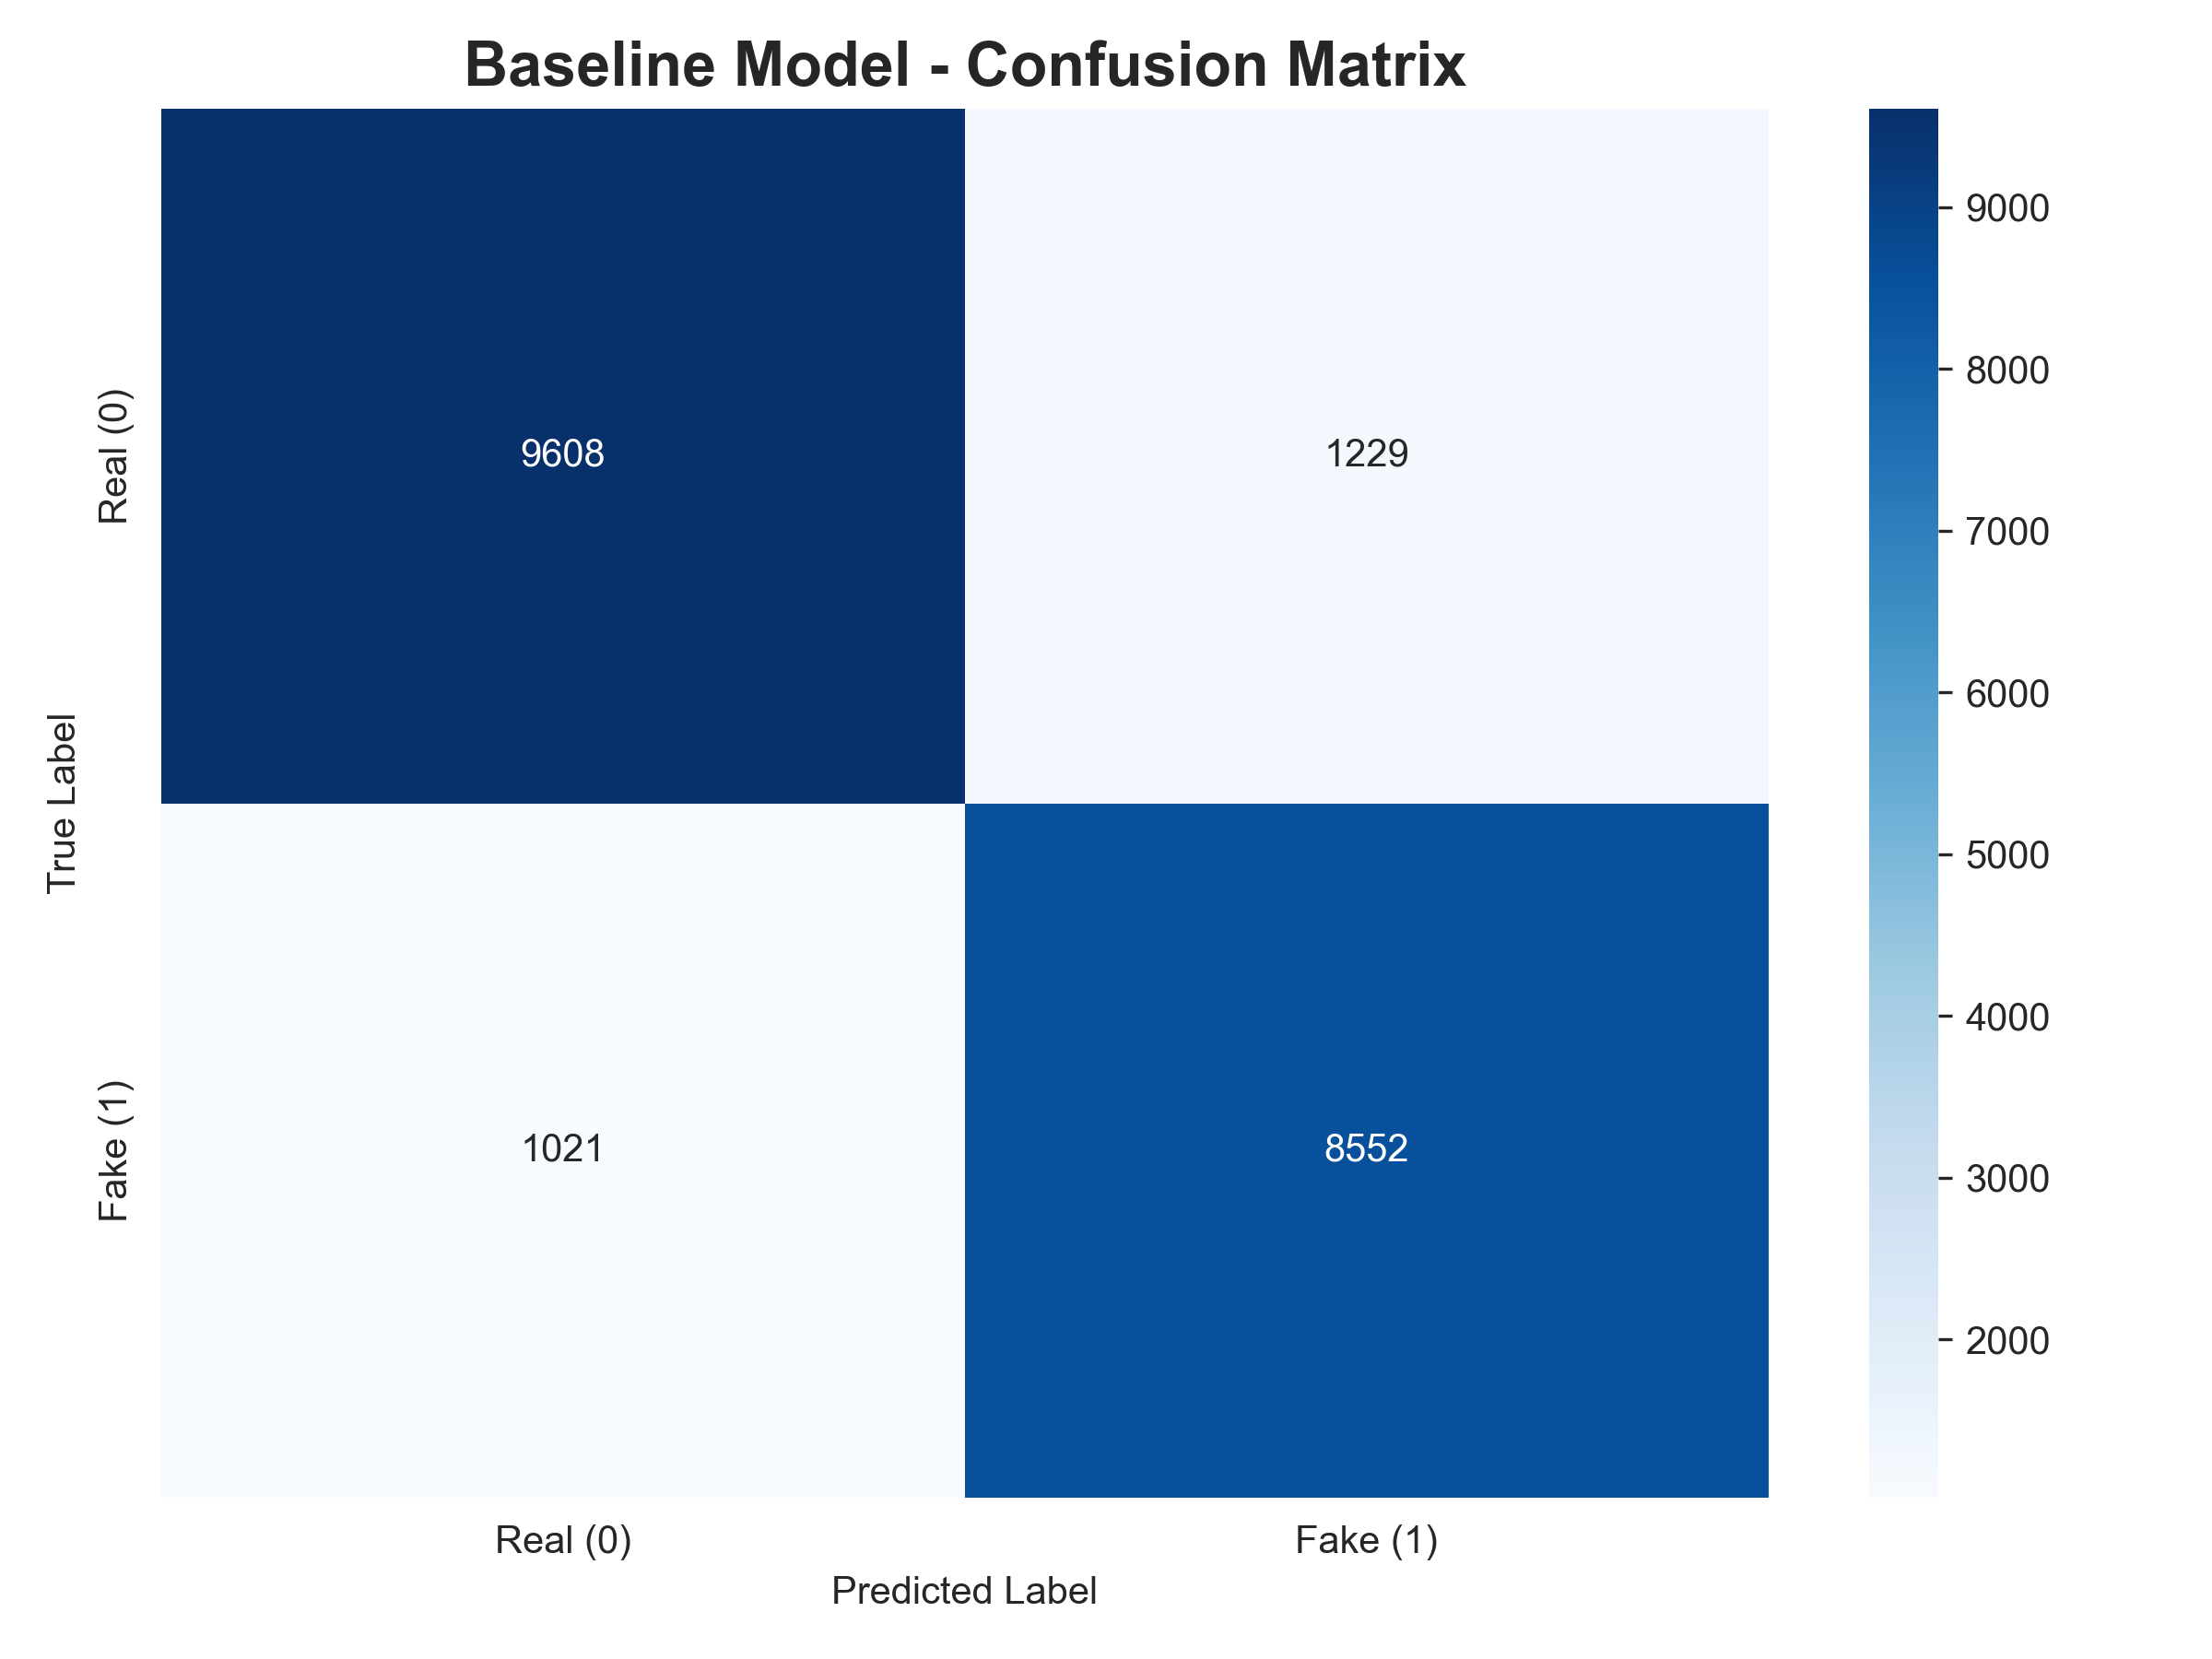 Baseline Model - Confusion Matrix
True Label
Real (0)
Fake (1)
9608
1229
1021
8552
Real (0)
Fake (1)
Predicted Label
9000
8000
7000
6000
5000
4000
3000
2000